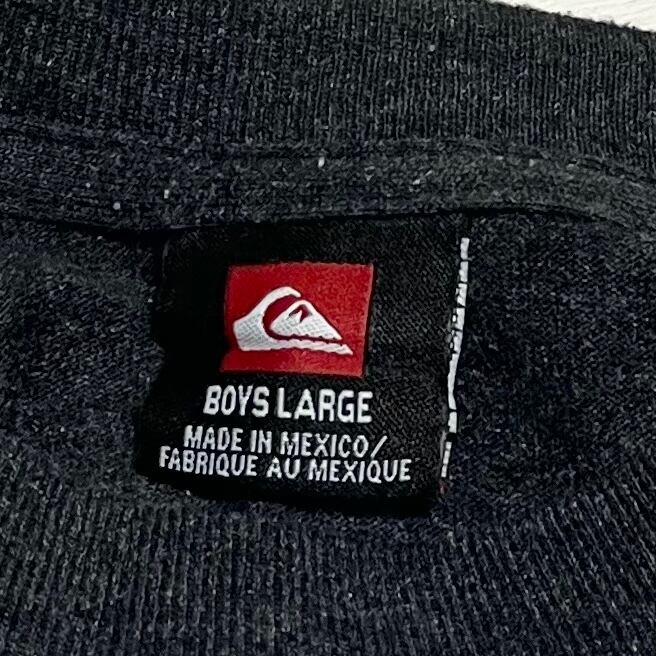 BOYS LARGE
MADE IN MEXICO/
FABRIQUE AU MEXIQUE